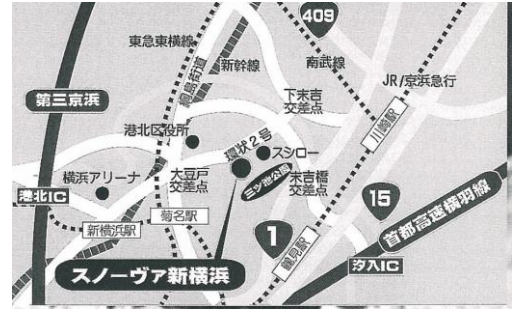 409
東急東横線
綱島街道
新幹線
南武線
JR/京浜急行
第三京浜
下末吉
交差点
川崎駅
港北区役所
環状2号
スシロー
横浜アリーナ
大豆戸
交差点
三ツ池公園
末吉橋
交差点
港北IC
15
首都高速横羽線
新横浜駅
菊名駅
1
鶴見駅
汐入IC
スノーヴァ新横浜